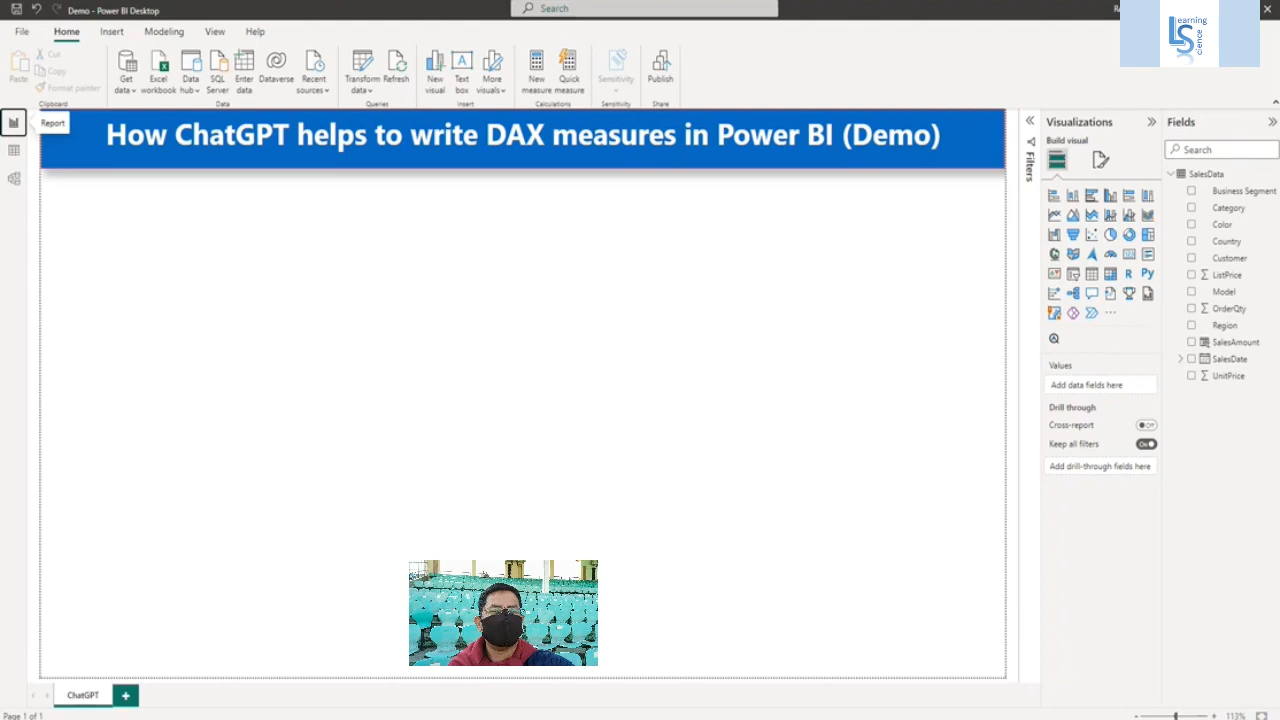 Demo - Power BI Desktop
Search
Learning
Science
File Home Insert Modeling View Help
Paste
Cut
Copy
Format painter
Get data
Excel workbook
Data hub
SQL Server
Enter data
Dataverse
Recent sources
Transform data
Refresh
New visual
Text box
More visuals
New measure
Quick measure
Sensitivity
Publish
Clipboard Data Queries Insert Calculations Sensitivity Share
Report
How ChatGPT helps to write DAX measures in Power BI (Demo)
Filters
Visualizations
Build visual
R Py
Values
Add data fields here
Drill through
Cross-report Off
Keep all filters On
Add drill-through fields here
Fields
Search
SalesData
Business Segment
Category
Color
Country
Customer
ListPrice
Model
OrderQty
Region
SalesAmount
SalesDate
UnitPrice
ChatGPT
Page 1 of 1
113%